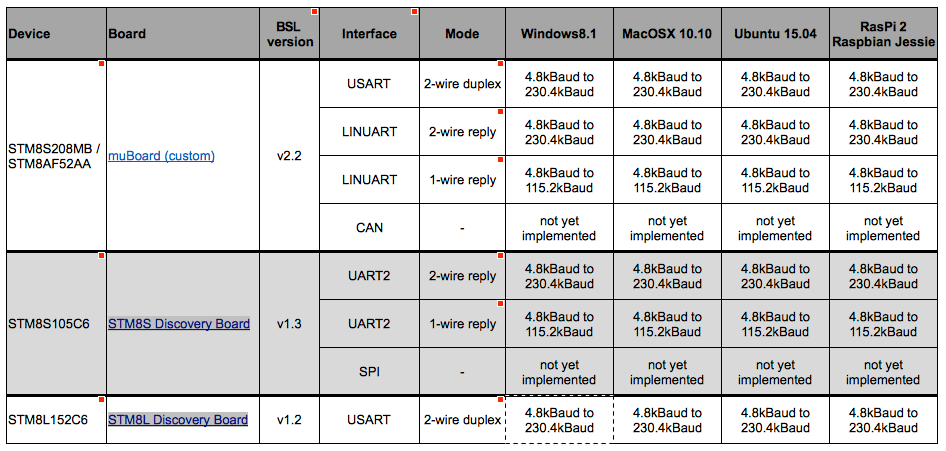 Device Board BSL version Interface Mode Windows8.1 MacOSX 10.10 Ubuntu 15.04 RasPi 2 Raspbian Jessie
STM8S208MB / STM8AF52AA muBoard (custom) v2.2 USART 2-wire duplex 4.8kBaud to 230.4kBaud 4.8kBaud to 230.4kBaud 4.8kBaud to 230.4kBaud 4.8kBaud to 230.4kBaud
LINUART 2-wire reply 4.8kBaud to 230.4kBaud 4.8kBaud to 230.4kBaud 4.8kBaud to 230.4kBaud 4.8kBaud to 230.4kBaud
LINUART 1-wire reply 4.8kBaud to 115.2kBaud 4.8kBaud to 115.2kBaud 4.8kBaud to 115.2kBaud 4.8kBaud to 115.2kBaud
CAN - not yet implemented not yet implemented not yet implemented not yet implemented
STM8S105C6 STM8S Discovery Board v1.3 UART2 2-wire reply 4.8kBaud to 230.4kBaud 4.8kBaud to 230.4kBaud 4.8kBaud to 230.4kBaud 4.8kBaud to 230.4kBaud
UART2 1-wire reply 4.8kBaud to 115.2kBaud 4.8kBaud to 115.2kBaud 4.8kBaud to 115.2kBaud 4.8kBaud to 115.2kBaud
SPI - not yet implemented not yet implemented not yet implemented not yet implemented
STM8L152C6 STM8L Discovery Board v1.2 USART 2-wire duplex 4.8kBaud to 230.4kBaud 4.8kBaud to 230.4kBaud 4.8kBaud to 230.4kBaud 4.8kBaud to 230.4kBaud